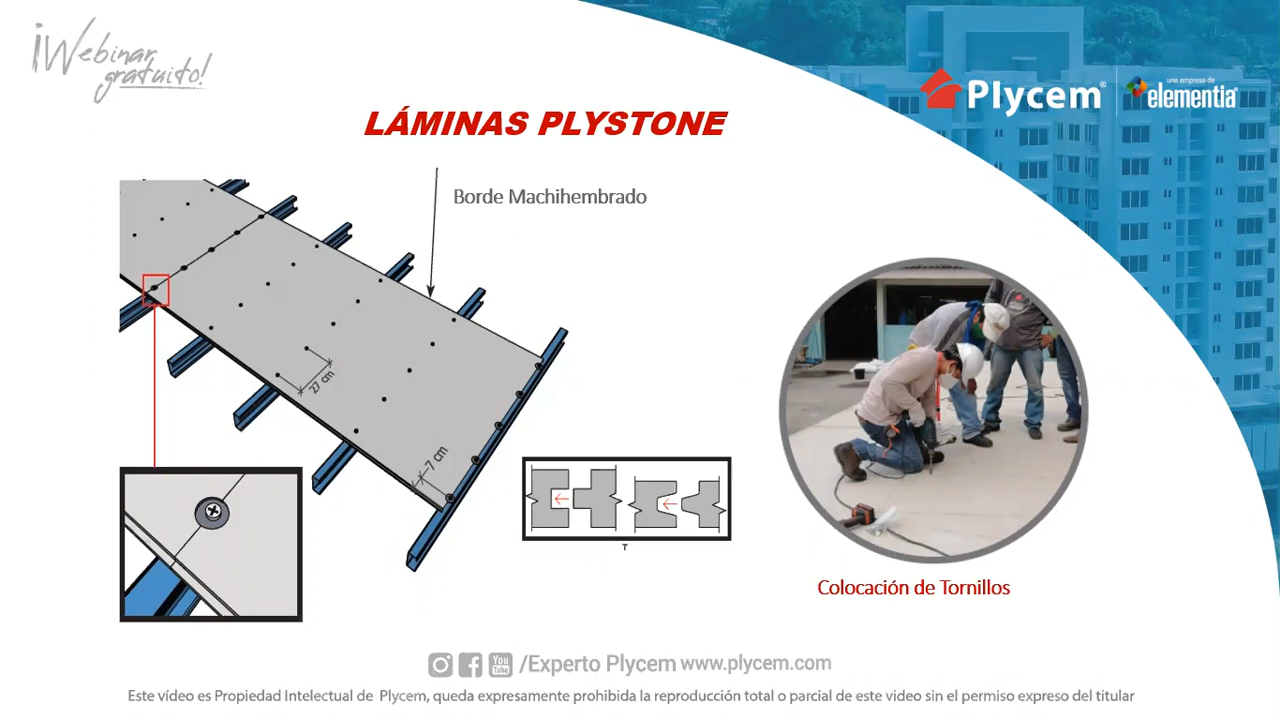 ¡Webinar
gratuito!
Plycem®
una empresa de
elementia®
LÁMINAS PLYSTONE
Borde Machihembrado
27 cm
7 cm
T
Colocación de Tornillos
You
Tube
/Experto Plycem www.plycem.com
Este vídeo es Propiedad Intelectual de Plycem, queda expresamente prohibida la reproducción total o parcial de este video sin el permiso expreso del titular